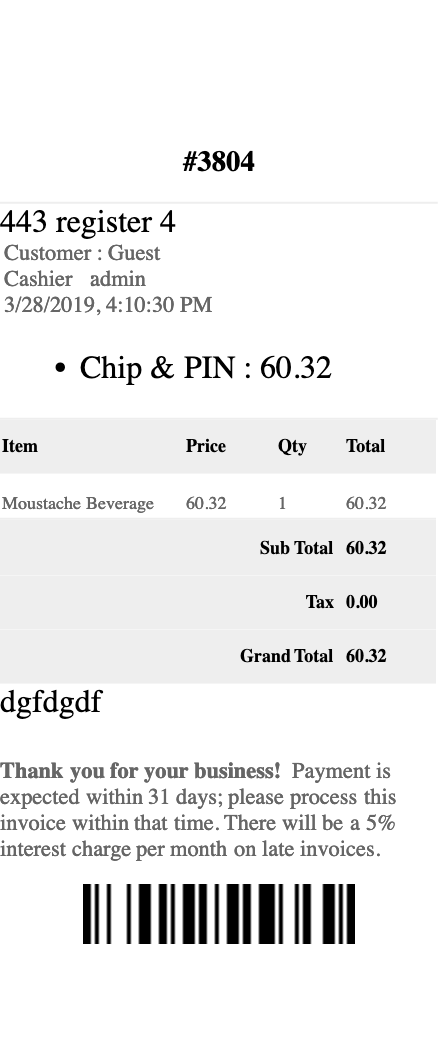 #3804
443 register 4
Customer : Guest
Cashier admin
3/28/2019, 4:10:30 PM
• Chip & PIN : 60.32
Item Price Qty Total
Moustache Beverage 60.32 1 60.32
Sub Total 60.32
Tax 0.00
Grand Total 60.32
dgfdgdf
Thank you for your business! Payment is
expected within 31 days; please process this
invoice within that time. There will be a 5%
interest charge per month on late invoices.